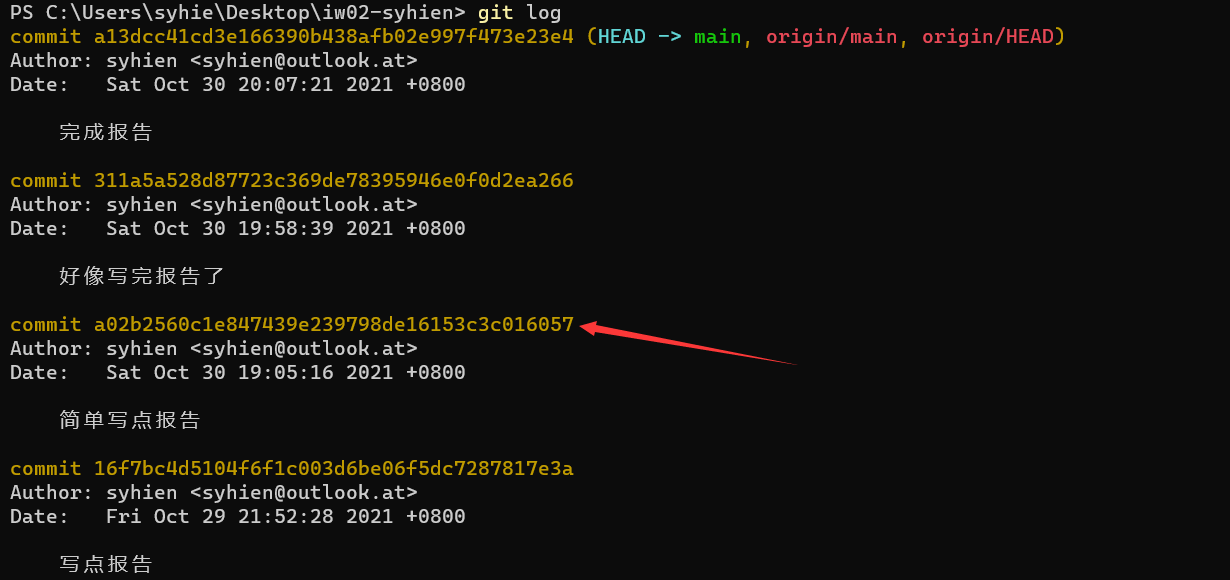 PS C:\Users\syhie\Desktop\iw02-syhien> git log
commit a13dcc41cd3e166390b438afb02e997f473e23e4 (HEAD -> main, origin/main, origin/HEAD)
Author: syhien <syhien@outlook.at>
Date:   Sat Oct 30 20:07:21 2021 +0800
完成报告
commit 311a5a528d87723c369de78395946e0f0d2ea266
Author: syhien <syhien@outlook.at>
Date:   Sat Oct 30 19:58:39 2021 +0800
好像写完报告了
commit a02b2560c1e847439e239798de16153c3c016057
Author: syhien <syhien@outlook.at>
Date:   Sat Oct 30 19:05:16 2021 +0800
简单写点报告
commit 16f7bc4d5104f6f1c003d6be06f5dc7287817e3a
Author: syhien <syhien@outlook.at>
Date:   Fri Oct 29 21:52:28 2021 +0800
写点报告